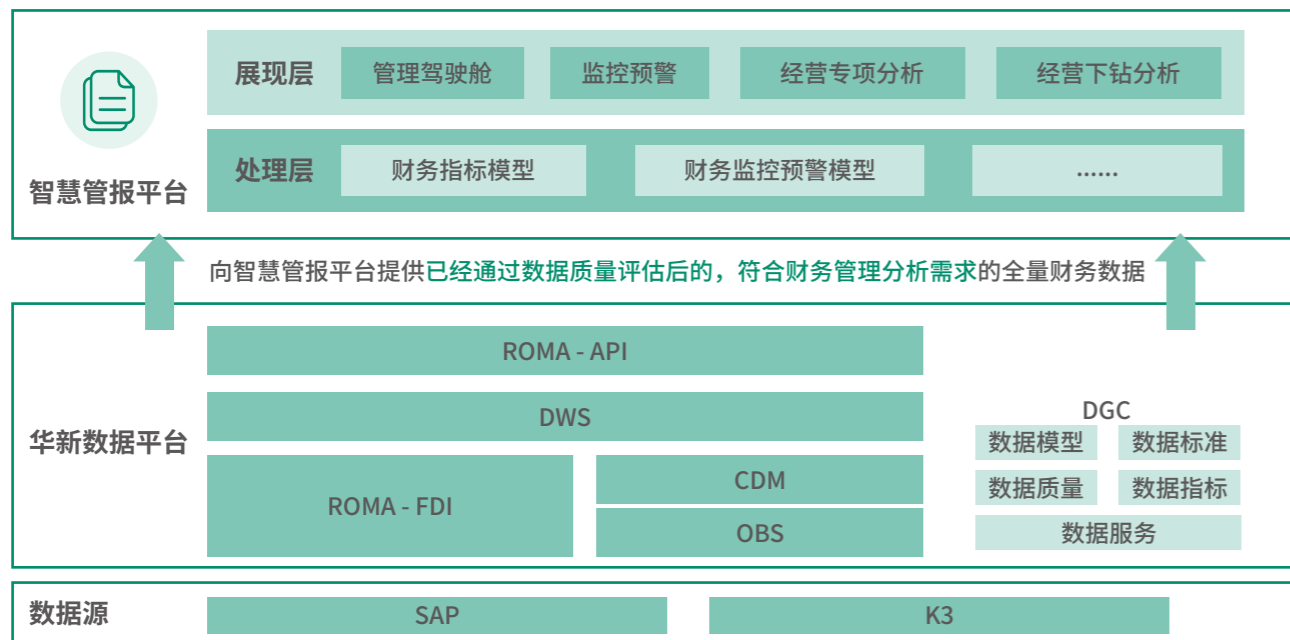 智慧管报平台
展现层 管理驾驶舱 监控预警 经营专项分析 经营下钻分析
处理层 财务指标模型 财务监控预警模型 ......
向智慧管报平台提供已经通过数据质量评估后的，符合财务管理分析需求的全量财务数据
华新数据平台
ROMA - API
DWS
ROMA - FDI
CDM
OBS
DGC
数据模型 数据标准
数据质量 数据指标
数据服务
数据源 SAP K3